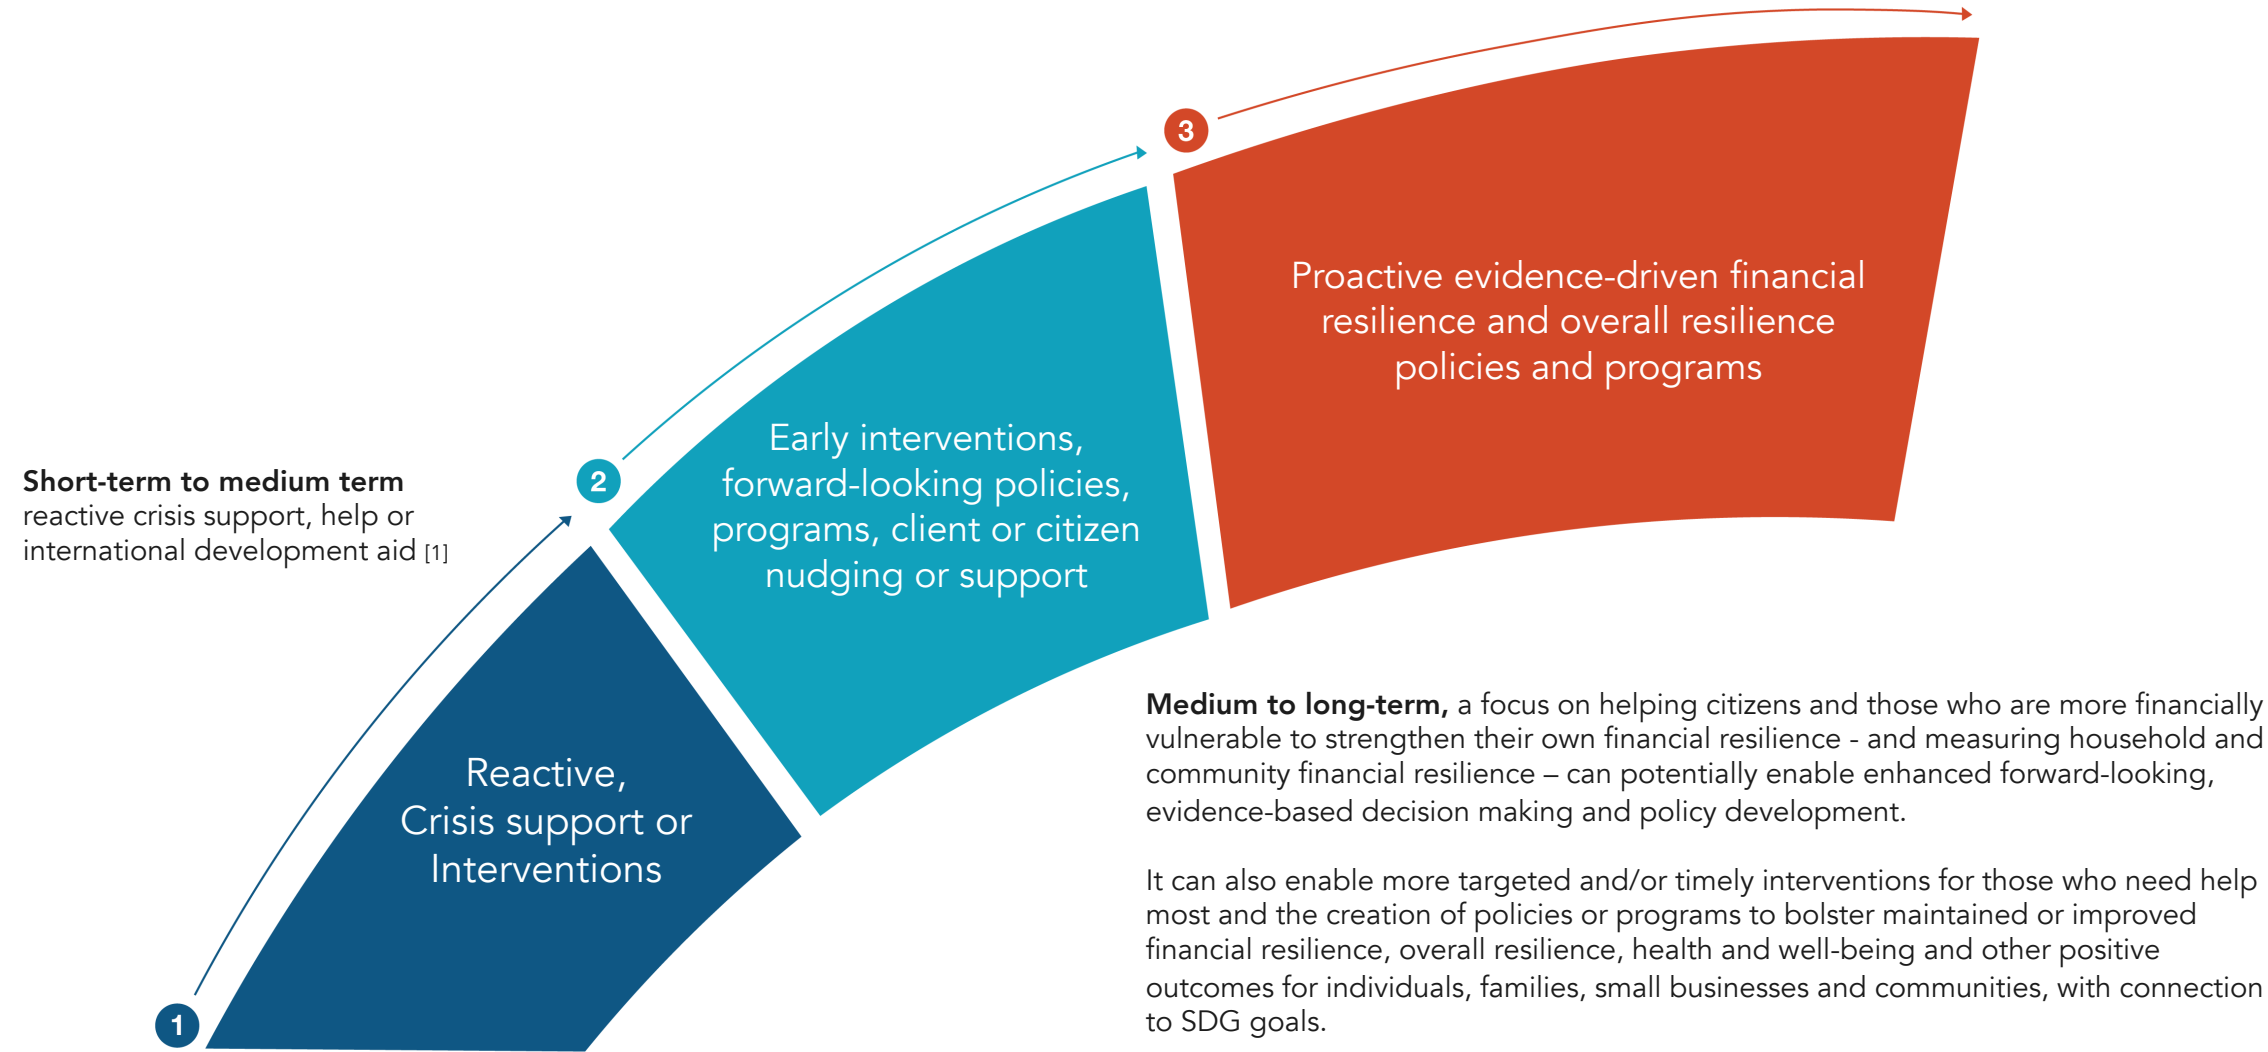 3
Proactive evidence-driven financial
resilience and overall resilience
policies and programs
2
Early interventions,
forward-looking policies,
programs, client or citizen
nudging or support
Short-term to medium term
reactive crisis support, help or
international development aid [1]
Reactive,
Crisis support or
Interventions
1
Medium to long-term, a focus on helping citizens and those who are more financially
vulnerable to strengthen their own financial resilience - and measuring household and
community financial resilience – can potentially enable enhanced forward-looking,
evidence-based decision making and policy development.
It can also enable more targeted and/or timely interventions for those who need help
most and the creation of policies or programs to bolster maintained or improved
financial resilience, overall resilience, health and well-being and other positive
outcomes for individuals, families, small businesses and communities, with connection
to SDG goals.